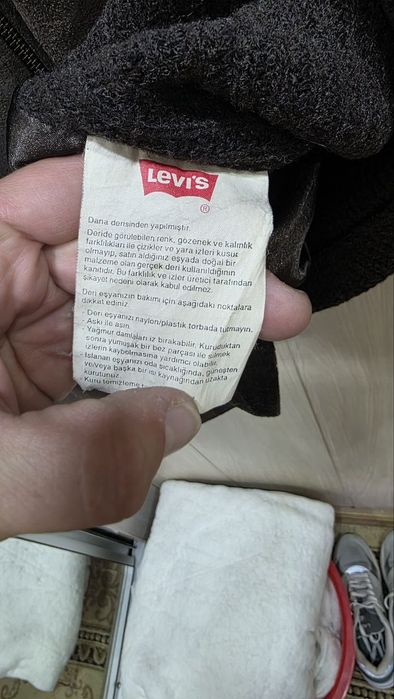 Levi's
®
Dana derisinden yapılmıştır.
Deride görülebilen renk, gözenek ve kalınlık
farklılıkları ile çizikler ve yara izleri kusur
olmayıp, satın aldığınız eşyada doğal bir
malzeme olan gerçek deri kullanıldığının
kanıtıdır. Bu farklılık ve izler üretici tarafından
şikayet nedeni olarak kabul edilmez.
Deri eşyanızın bakımı için aşağıdaki noktalara
dikkat ediniz:
- Deri eşyanızı naylon/plastik torbada tutmayın.
- Askı ile asın.
- Yağmur damlaları iz bırakabilir. Kuruduktan
sonra yumuşak bir bez parçası ile silmek
izlerin kaybelmasına yardımcı olabilir.
- Islanan eşyanızı oda sıcaklığında, güneşten
ve/veya başka bir ısı kaynağından uzakta
kurutunuz.
Kuru temizleme